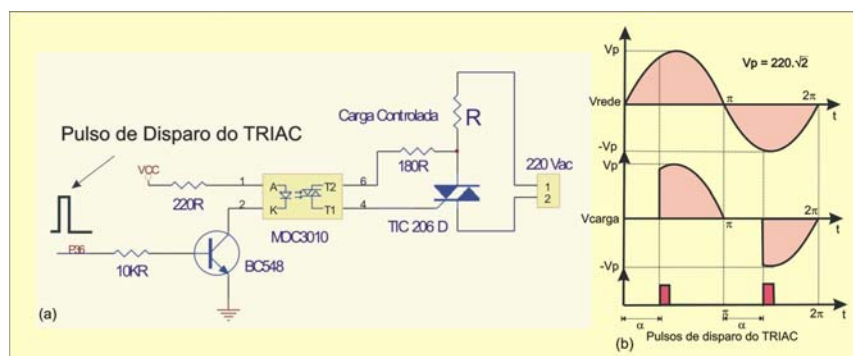 Pulso de Disparo do TRIAC
VCC
220R
P36
10KR
BC548
1
2
A
K
T2
T1
6
4
MDC3010
180R
Carga Controlada
R
TIC 206 D
220 Vac
1
2
(a)
Vp
Vp = 220.√2
Vrede
π
2π
t
-Vp
Vp
Vcarga
π
2π
t
-Vp
α
π
α
2π
t
Pulsos de disparo do TRIAC
(b)